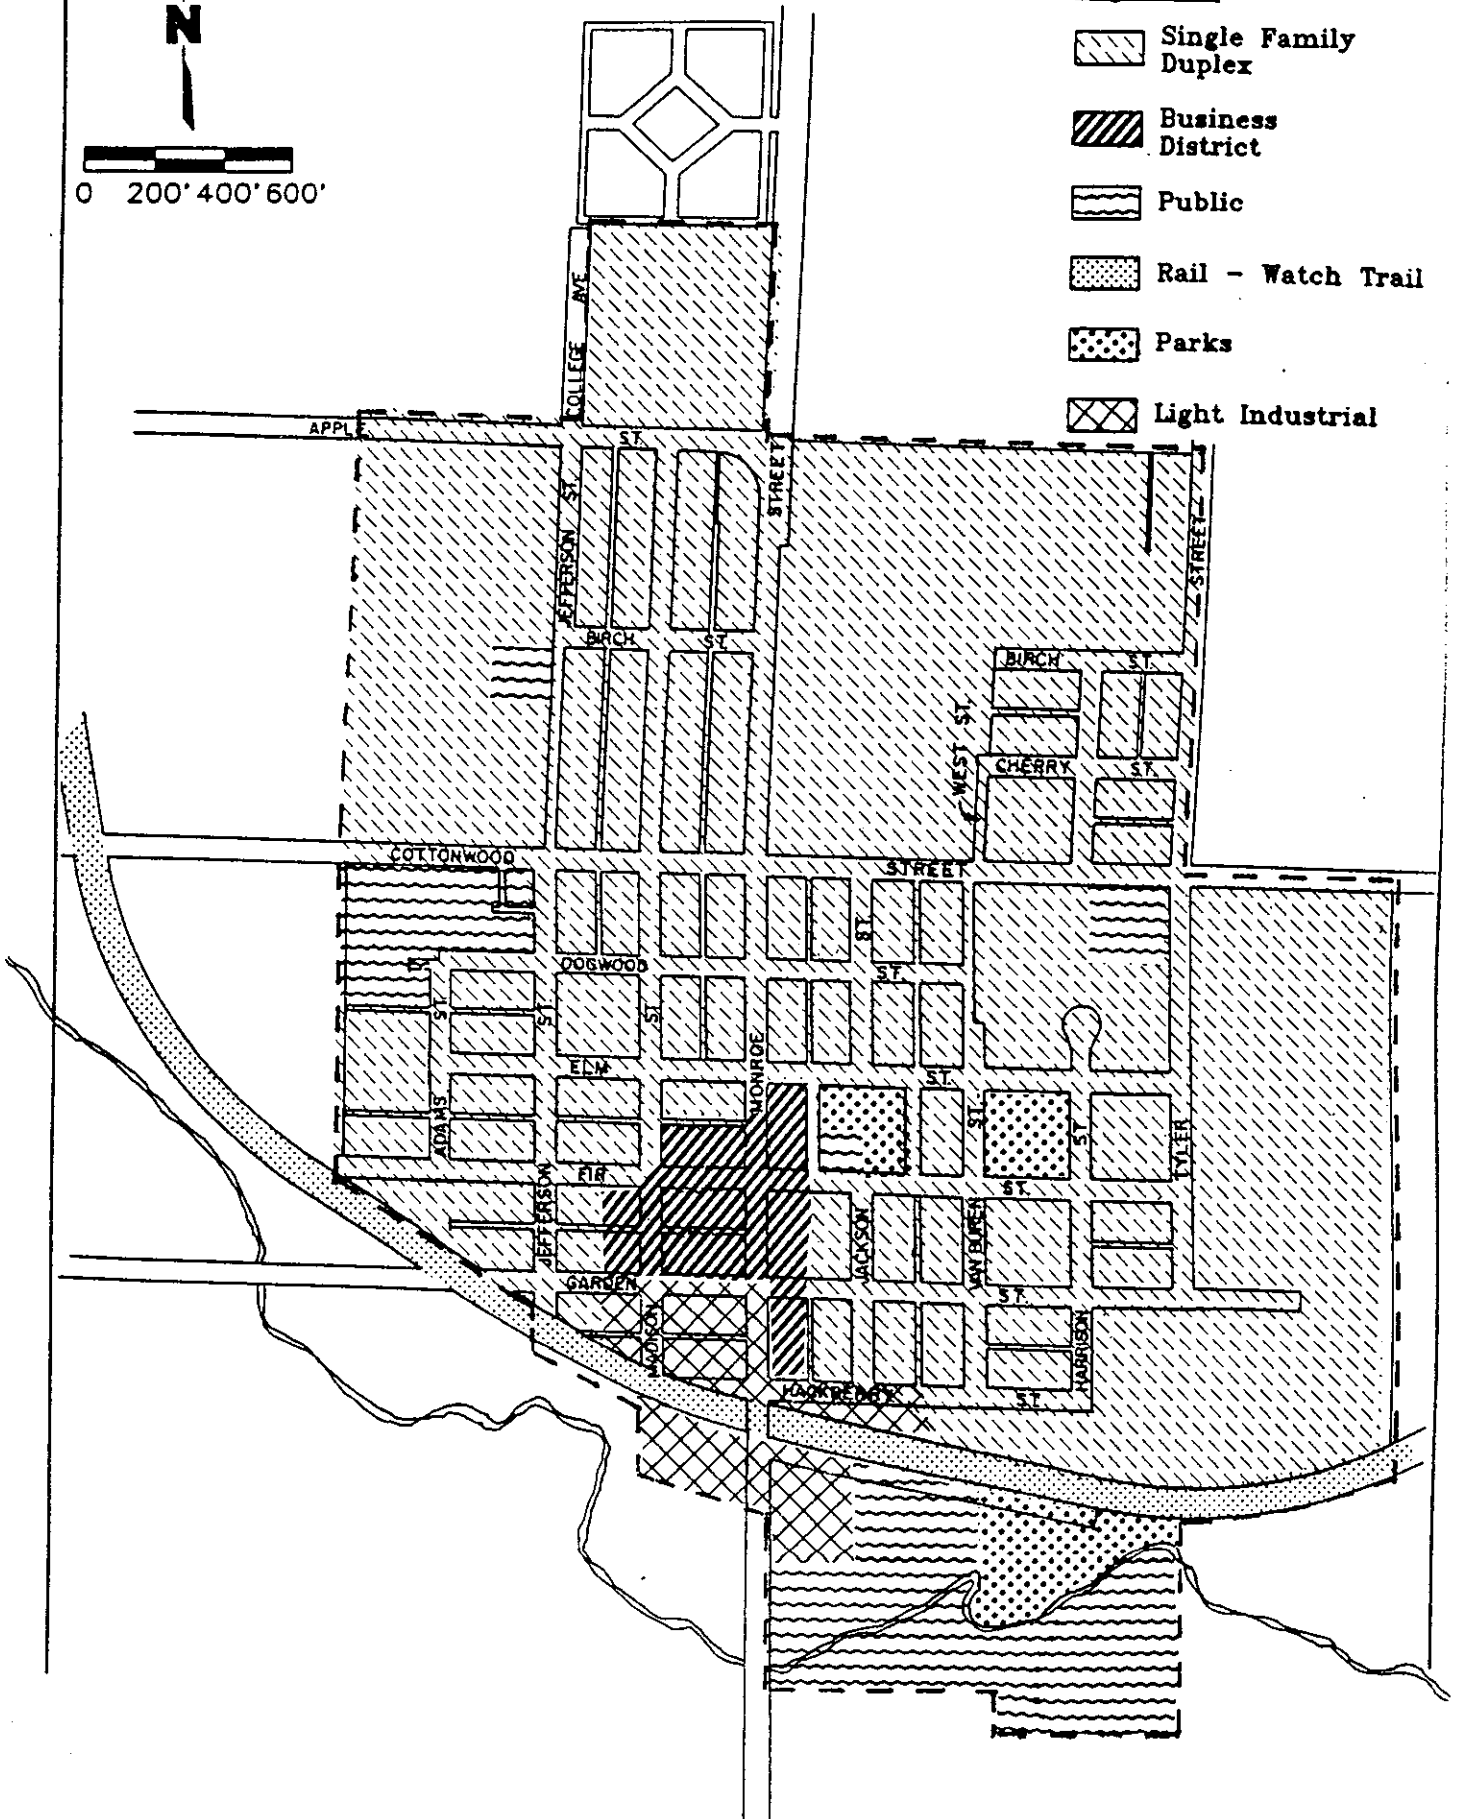 N
0 200' 400' 600'
Single Family
Duplex
Business
District
Public
Rail - Watch Trail
Parks
Light Industrial
COLLEGE AVE
APPLE
ST.
STREET
JEFFERSON ST.
STREET
BIRCH ST.
BIRCH ST.
WEST ST.
CHERRY ST.
COTTONWOOD
STREET
ST.
DOGWOOD
ST.
ST.
ST.
ST.
MONROE
ELM
ST.
ADAMS
ST.
ST.
TYLER
FIR
ST.
JEFFERSON
JACKSON
VAN BUREN
GARDEN
ST.
MADISON
HARRISON
HACKBERRY
ST.